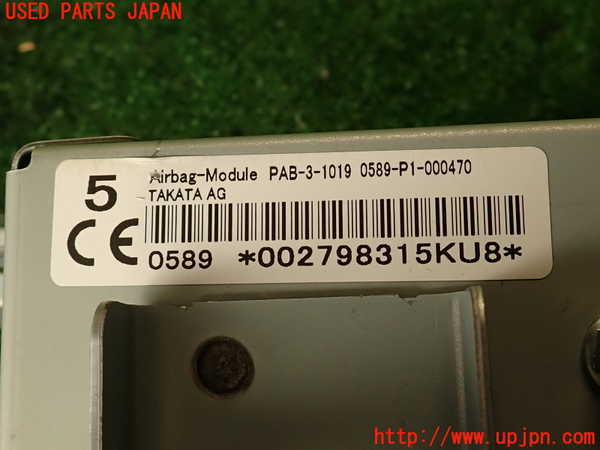 USED PARTS JAPAN
5 Airbag-Module PAB-3-1019 0589-P1-000470
TAKATA AG
CE 0589 *002798315KU8*
http://www.upjpn.com/